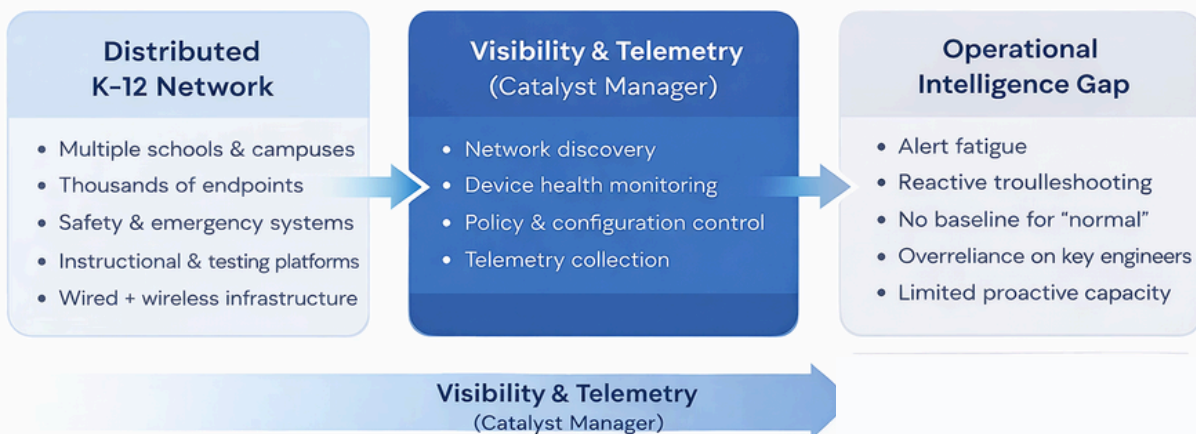 Distributed
K-12 Network
• Multiple schools & campuses
• Thousands of endpoints
• Safety & emergency systems
• Instructional & testing platforms
• Wired + wireless infrastructure
Visibility & Telemetry
(Catalyst Manager)
• Network discovery
• Device health monitoring
• Policy & configuration control
• Telemetry collection
Operational
Intelligence Gap
• Alert fatigue
• Reactive troulleshooting
• No baseline for “normal”
• Overreliance on key engineers
• Limited proactive capacity
Visibility & Telemetry
(Catalyst Manager)